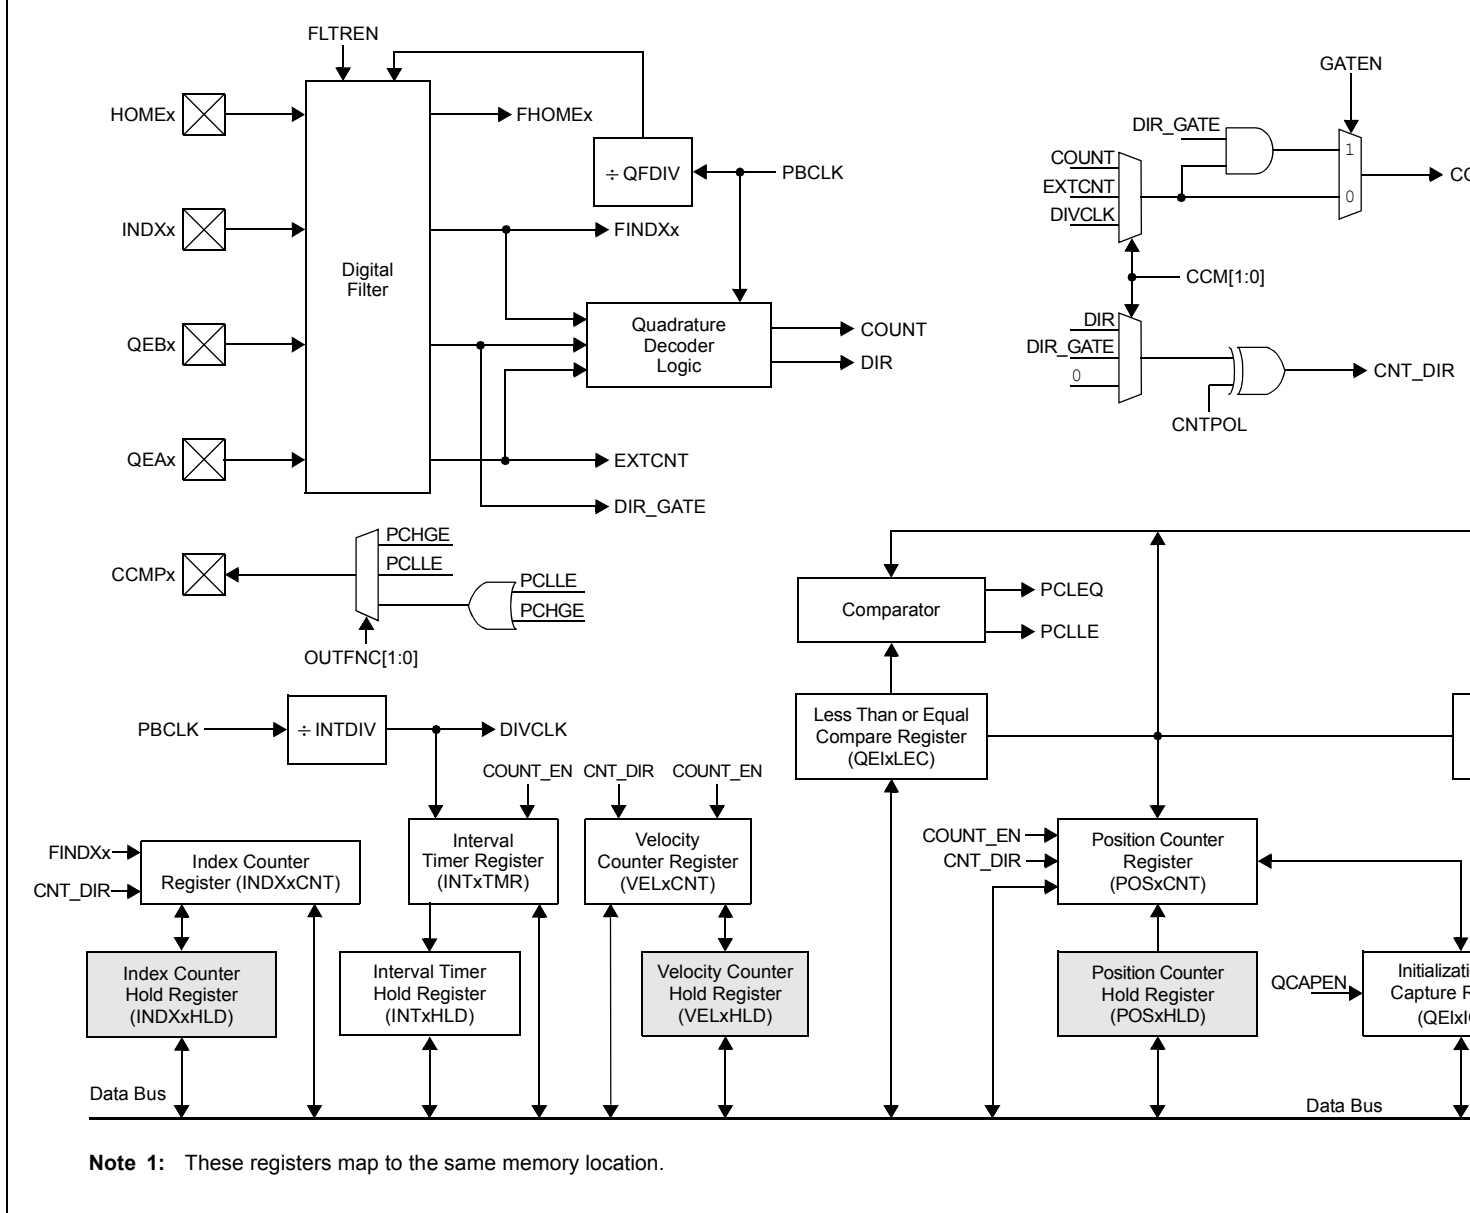 FLTREN
HOMEx
FHOMEx
÷ QFDIV
PBCLK
INDXx
FINDXx
Digital
Filter
QEBx
Quadrature
Decoder
Logic
COUNT
DIR
QEAx
EXTCNT
DIR_GATE
GATEN
DIR_GATE
COUNT
EXTCNT
DIVCLK
1
0
CCM[1:0]
DIR
DIR_GATE
0
CNT_DIR
CNTPOL
CCMPx
PCHGE
PCLLE
PCLLE
PCHGE
OUTFNC[1:0]
Comparator
PCLEQ
PCLLE
PBCLK
÷ INTDIV
DIVCLK
Less Than or Equal
Compare Register
(QEIxLEC)
COUNT_EN
CNT_DIR
COUNT_EN
FINDXx
CNT_DIR
Index Counter
Register (INDXxCNT)
Interval
Timer Register
(INTxTMR)
Velocity
Counter Register
(VELxCNT)
COUNT_EN
CNT_DIR
Position Counter
Register
(POSxCNT)
Index Counter
Hold Register
(INDXxHLD)
Interval Timer
Hold Register
(INTxHLD)
Velocity Counter
Hold Register
(VELxHLD)
Position Counter
Hold Register
(POSxHLD)
QCAPEN
Capture
Data Bus
Data Bus
Note 1: These registers map to the same memory location.